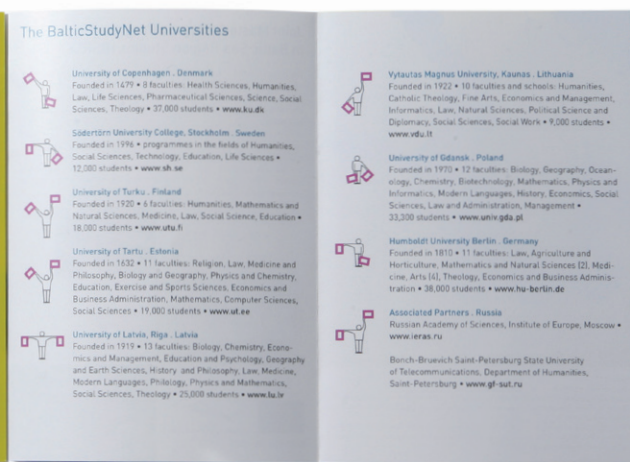 The BalticStudyNet Universities
University of Copenhagen . Denmark
Founded in 1479 • 8 faculties: Health Sciences, Humanities,
Law, Life Sciences, Pharmaceutical Sciences, Science, Social
Sciences, Theology • 37,000 students • www.ku.dk
Södertörn University College, Stockholm . Sweden
Founded in 1996 • programmes in the fields of Humanities,
Social Sciences, Technology, Education, Life Sciences •
12,000 students • www.sh.se
University of Turku . Finland
Founded in 1920 • 6 faculties: Humanities, Mathematics and
Natural Sciences, Medicine, Law, Social Science, Education •
18,000 students • www.utu.fi
University of Tartu . Estonia
Founded in 1632 • 11 faculties: Religion, Law, Medicine and
Philosophy, Biology and Geography, Physics and Chemistry,
Education, Exercise and Sports Sciences, Economics and
Business Administration, Mathematics, Computer Sciences,
Social Sciences • 19,000 students • www.ut.ee
University of Latvia, Riga . Latvia
Founded in 1919 • 13 faculties: Biology, Chemistry, Econo-
mics and Management, Education and Psychology, Geography
and Earth Sciences, History and Philosophy, Law, Medicine,
Modern Languages, Philology, Physics and Mathematics,
Social Sciences, Theology • 25,000 students • www.lu.lv
Vytautas Magnus University, Kaunas . Lithuania
Founded in 1922 • 10 faculties and schools: Humanities,
Catholic Theology, Fine Arts, Economics and Management,
Informatics, Law, Natural Sciences, Political Science and
Diplomacy, Social Sciences, Social Work • 9,000 students •
www.vdu.lt
University of Gdansk . Poland
Founded in 1970 • 12 faculties: Biology, Geography, Ocean-
ology, Chemistry, Biotechnology, Mathematics, Physics and
Informatics, Modern Languages, History, Economics, Social
Sciences, Law and Administration, Management •
33,300 students • www.univ.gda.pl
Humboldt University Berlin . Germany
Founded in 1810 • 11 faculties: Law, Agriculture and
Horticulture, Mathematics and Natural Sciences (2), Medi-
cine, Arts (4), Theology, Economics and Business Adminis-
tration • 38,000 students • www.hu-berlin.de
Associated Partners . Russia
Russian Academy of Sciences, Institute of Europe, Moscow •
www.ieras.ru
Bonch-Bruevich Saint-Petersburg State University
of Telecommunications, Department of Humanities,
Saint-Petersburg • www.gf-sut.ru